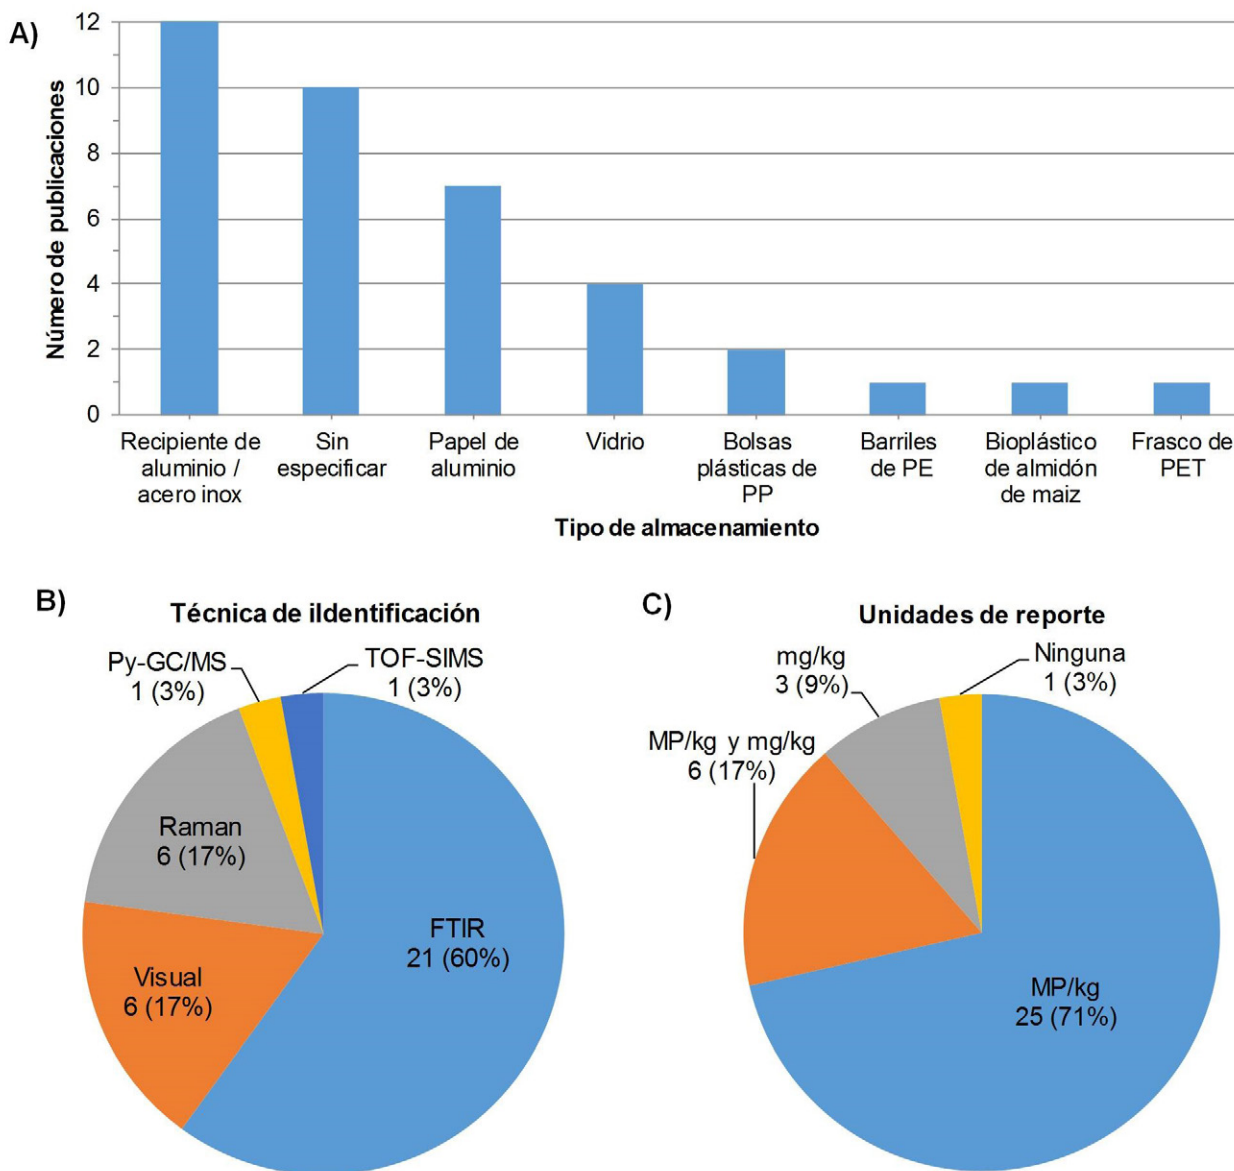 A)
Número de publicaciones
12
10
8
6
4
2
0
Recipiente de
aluminio /
acero inox
Sin
especificar
Papel de
aluminio
Vidrio
Bolsas
plásticas de
PP
Barriles
de PE
Bioplástico
de almidón
de maiz
Frasco de
PET
Tipo de almacenamiento
B)
Técnica de ildentificación
Py-GC/MS
1 (3%)
TOF-SIMS
1 (3%)
Raman
6 (17%)
FTIR
21 (60%)
Visual
6 (17%)
C)
Unidades de reporte
mg/kg
3 (9%)
Ninguna
1 (3%)
MP/kg y mg/kg
6 (17%)
MP/kg
25 (71%)